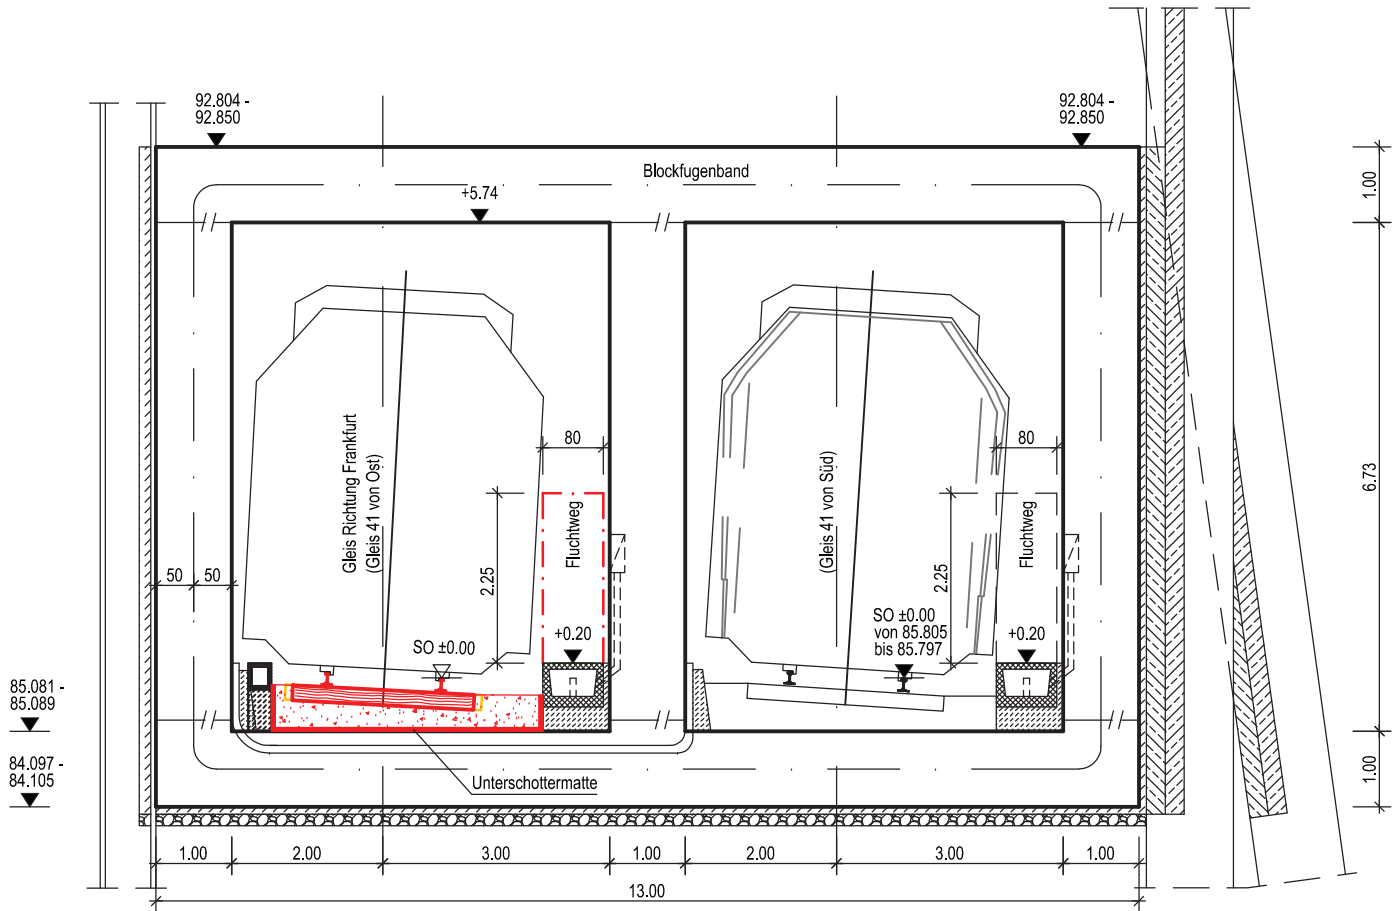 92.804 -
92.850
92.804 -
92.850
Blockfugenband
+5.74
1.00
6.73
1.00
Gleis Richtung Frankfurt
(Gleis 41 von Ost)
80
Fluchtweg
2.25
50
50
SO ±0.00
+0.20
(Gleis 41 von Süd)
80
Fluchtweg
2.25
SO ±0.00
von 85.805
bis 85.797
+0.20
85.081 -
85.089
84.097 -
84.105
Unterschottermatte
1.00
2.00
3.00
1.00
2.00
3.00
1.00
13.00